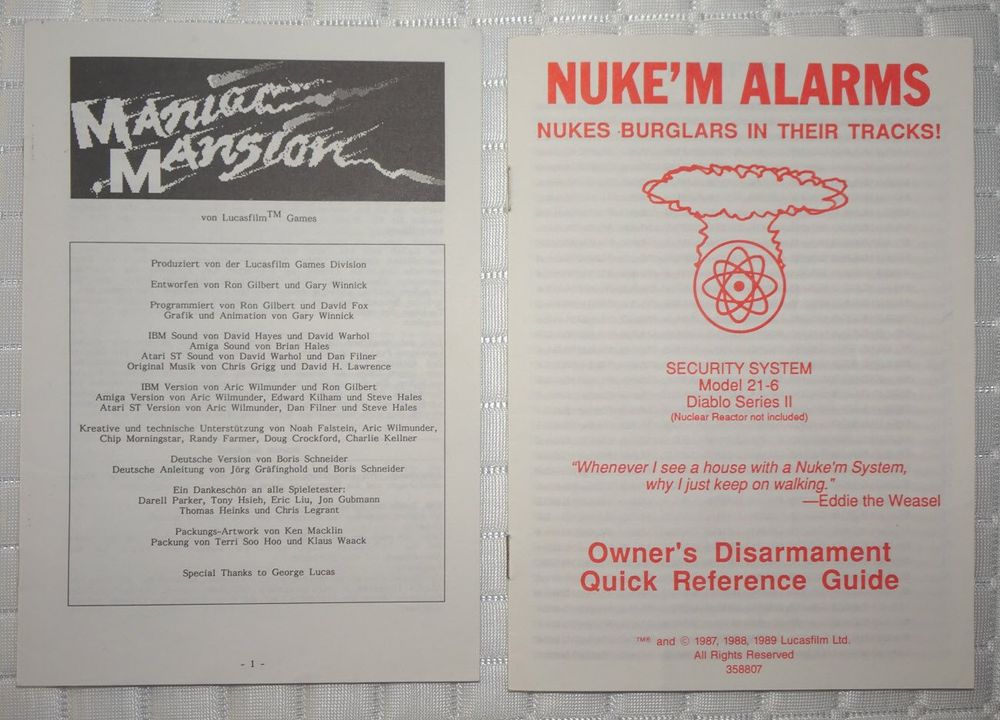 MANIAC
MANSION
von Lucasfilm™ Games
Produziert von der Lucasfilm Games Division
Entworfen von Ron Gilbert und Gary Winnick
Programmiert von Ron Gilbert und David Fox
Grafik und Animation von Gary Winnick
IBM Sound von David Hayes und David Warhol
Amiga Sound von Brian Hales
Atari ST Sound von David Warhol und Dan Filner
Original Musik von Chris Grigg und David H. Lawrence
IBM Version von Aric Wilmunder und Ron Gilbert
Amiga Version von Aric Wilmunder, Edward Kilham und Steve Hales
Atari ST Version von Aric Wilmunder, Dan Filner und Steve Hales
Kreative und technische Unterstützung von Noah Falstein, Aric Wilmunder,
Chip Morningstar, Randy Farmer, Doug Crockford, Charlie Kellner
Deutsche Version von Boris Schneider
Deutsche Anleitung von Jörg Gräfinghold und Boris Schneider
Ein Dankeschön an alle Spieletester:
Darell Parker, Tony Hsieh, Eric Liu, Jon Gubmann
Thomas Heinks und Chris Legrant
Packungs-Artwork von Ken Macklin
Packung von Terri Soo Hoo und Klaus Waack
Special Thanks to George Lucas
- 1 -
NUKE'M ALARMS
NUKES BURGLARS IN THEIR TRACKS!
SECURITY SYSTEM
Model 21-6
Diablo Series II
(Nuclear Reactor not included)
"Whenever I see a house with a Nuke'm System,
why I just keep on walking."
—Eddie the Weasel
Owner's Disarmament
Quick Reference Guide
™® and © 1987, 1988, 1989 Lucasfilm Ltd.
All Rights Reserved
358807